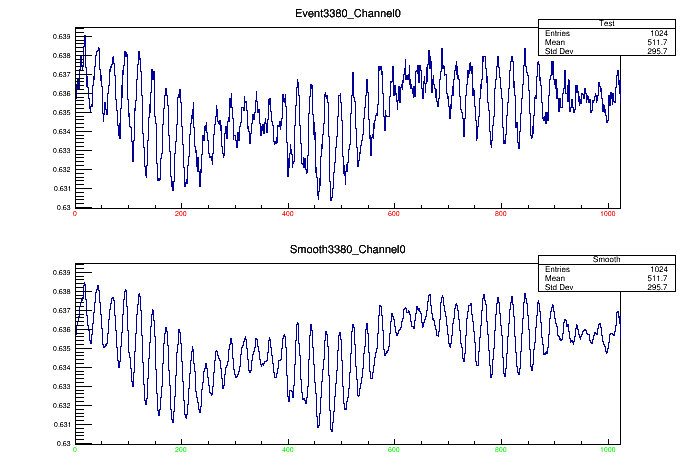 Event3380_Channel0
Test
Entries 1024
Mean 511.7
Std Dev 295.7
0.639
0.638
0.637
0.636
0.635
0.634
0.633
0.632
0.631
0.63
0 200 400 600 800 1000
Smooth3380_Channel0
Smooth
Entries 1024
Mean 511.7
Std Dev 295.7
0.639
0.638
0.637
0.636
0.635
0.634
0.633
0.632
0.631
0.63
0 200 400 600 800 1000